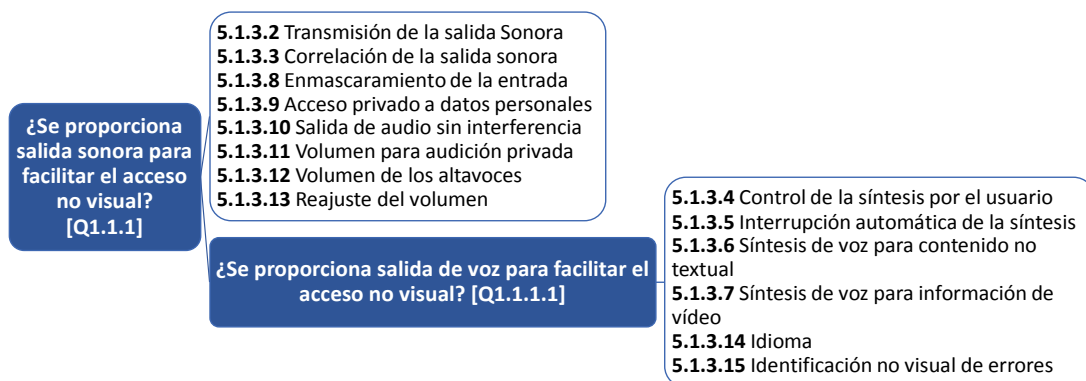 ¿Se proporciona
salida sonora para
facilitar el acceso
no visual?
[Q1.1.1]
5.1.3.2 Transmisión de la salida Sonora
5.1.3.3 Correlación de la salida sonora
5.1.3.8 Enmascaramiento de la entrada
5.1.3.9 Acceso privado a datos personales
5.1.3.10 Salida de audio sin interferencia
5.1.3.11 Volumen para audición privada
5.1.3.12 Volumen de los altavoces
5.1.3.13 Reajuste del volumen
¿Se proporciona salida de voz para facilitar el
acceso no visual? [Q1.1.1.1]
5.1.3.4 Control de la síntesis por el usuario
5.1.3.5 Interrupción automática de la síntesis
5.1.3.6 Síntesis de voz para contenido no
textual
5.1.3.7 Síntesis de voz para información de
vídeo
5.1.3.14 Idioma
5.1.3.15 Identificación no visual de errores